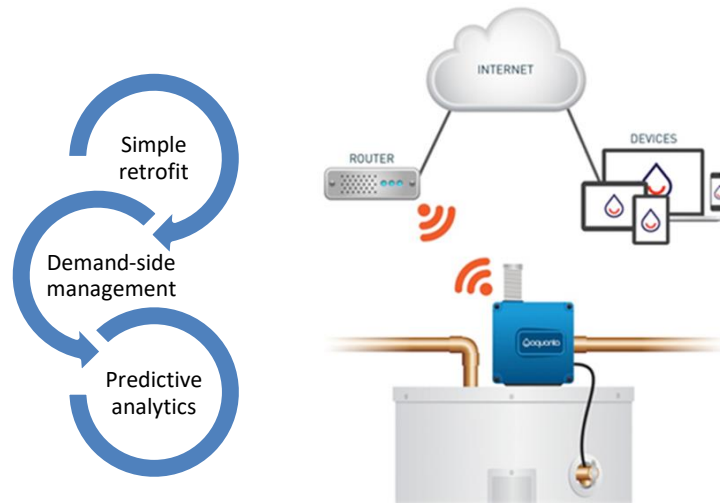 Simple
retrofit
Demand-side
management
Predictive
analytics
INTERNET
ROUTER
DEVICES
aquanta